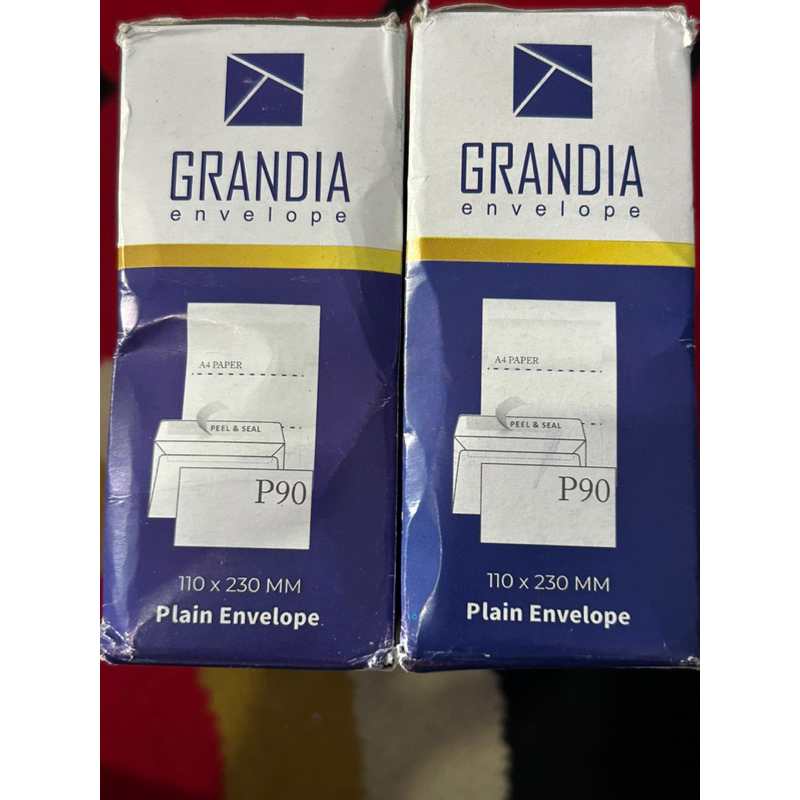 GRANDIA
envelope
A4 PAPER
PEEL & SEAL
P90
110 x 230 MM
Plain Envelope
GRANDIA
envelope
A4 PAPER
PEEL & SEAL
P90
110 x 230 MM
Plain Envelope